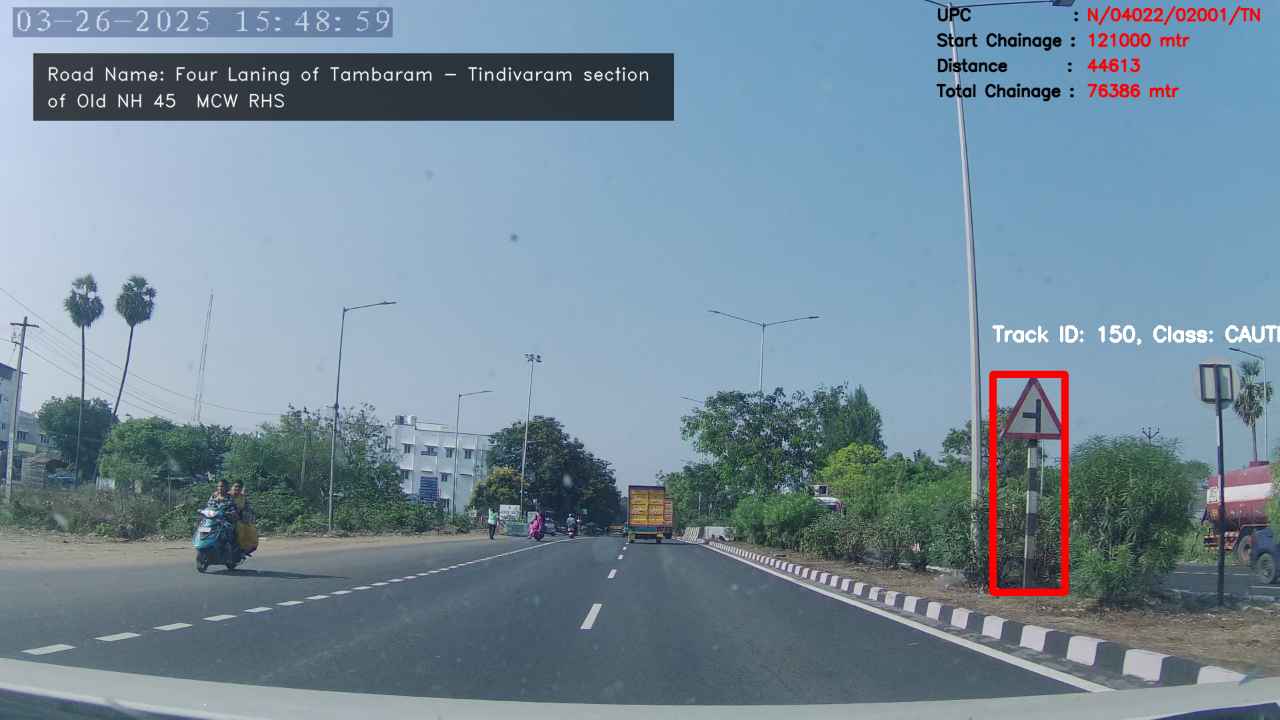 03-26-2025 15:48:59
Road Name: Four Laning of Tambaram - Tindivaram section
of Old NH 45 MCW RHS
UPC : N/04022/02001/TN
Start Chainage : 121000 mtr
Distance : 44613
Total Chainage : 76386 mtr
Track ID: 150, Class: CAUTI